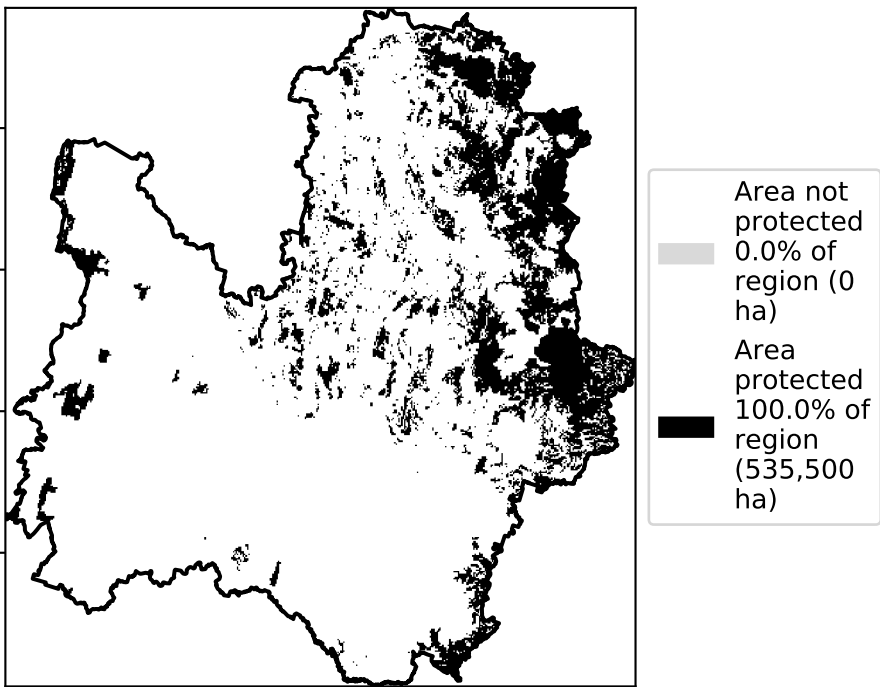 Area not
protected
0.0% of
region (0
ha)
Area
protected
100.0% of
region
(535,500
ha)